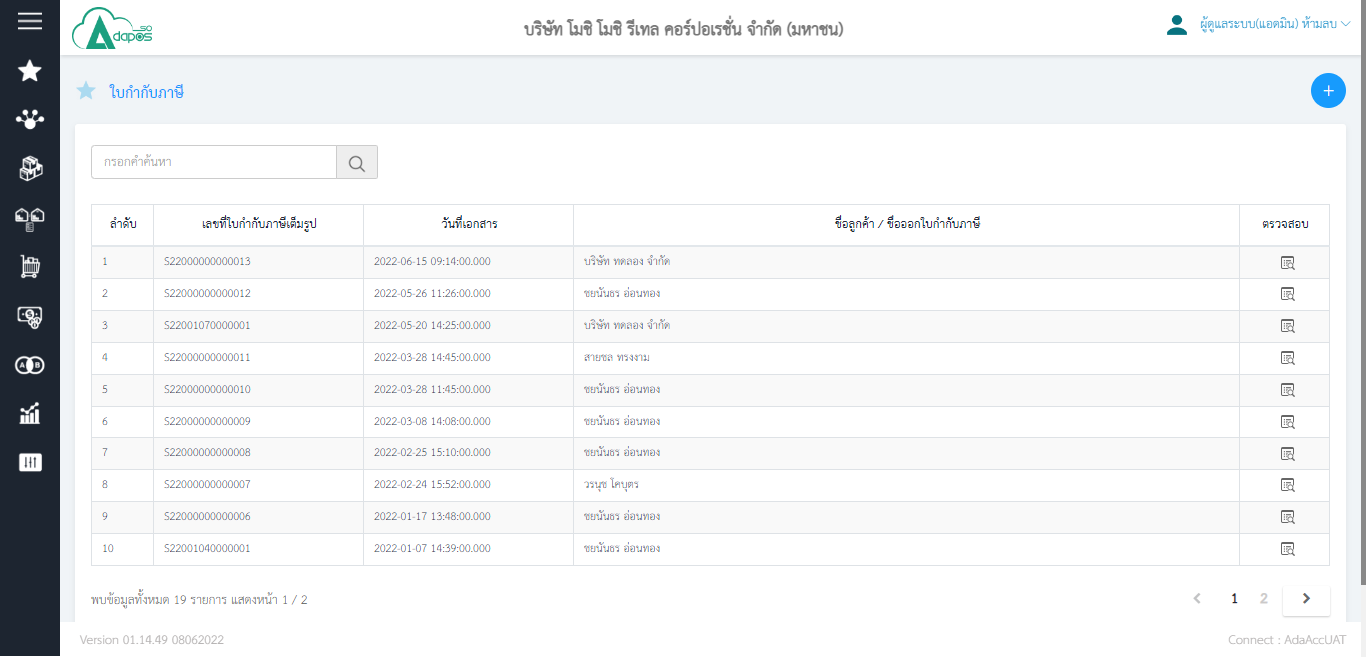 Adapos 5.0
บริษัท โมชิ โมชิ รีเทล คอร์ปอเรชั่น จำกัด (มหาชน)
ผู้ดูแลระบบ(แอดมิน) ห้ามลบ
ใบกำกับภาษี
+
กรอกคำค้นหา
ลำดับ เลขที่ใบกำกับภาษีเต็มรูป วันที่เอกสาร ชื่อลูกค้า / ชื่อออกใบกำกับภาษี ตรวจสอบ
1 S22000000000013 2022-06-15 09:14:00.000 บริษัท ทดลอง จำกัด
2 S22000000000012 2022-05-26 11:26:00.000 ชยนันธร อ่อนทอง
3 S22001070000001 2022-05-20 14:25:00.000 บริษัท ทดลอง จำกัด
4 S22000000000011 2022-03-28 14:45:00.000 สายชล ทรงงาม
5 S22000000000010 2022-03-28 11:45:00.000 ชยนันธร อ่อนทอง
6 S22000000000009 2022-03-08 14:08:00.000 ชยนันธร อ่อนทอง
7 S22000000000008 2022-02-25 15:10:00.000 ชยนันธร อ่อนทอง
8 S22000000000007 2022-02-24 15:52:00.000 วรนุช โคบุตร
9 S22000000000006 2022-01-17 13:48:00.000 ชยนันธร อ่อนทอง
10 S22001040000001 2022-01-07 14:39:00.000 ชยนันธร อ่อนทอง
พบข้อมูลทั้งหมด 19 รายการ แสดงหน้า 1 / 2
1 2
Version 01.14.49 08062022
Connect : AdaAccUAT